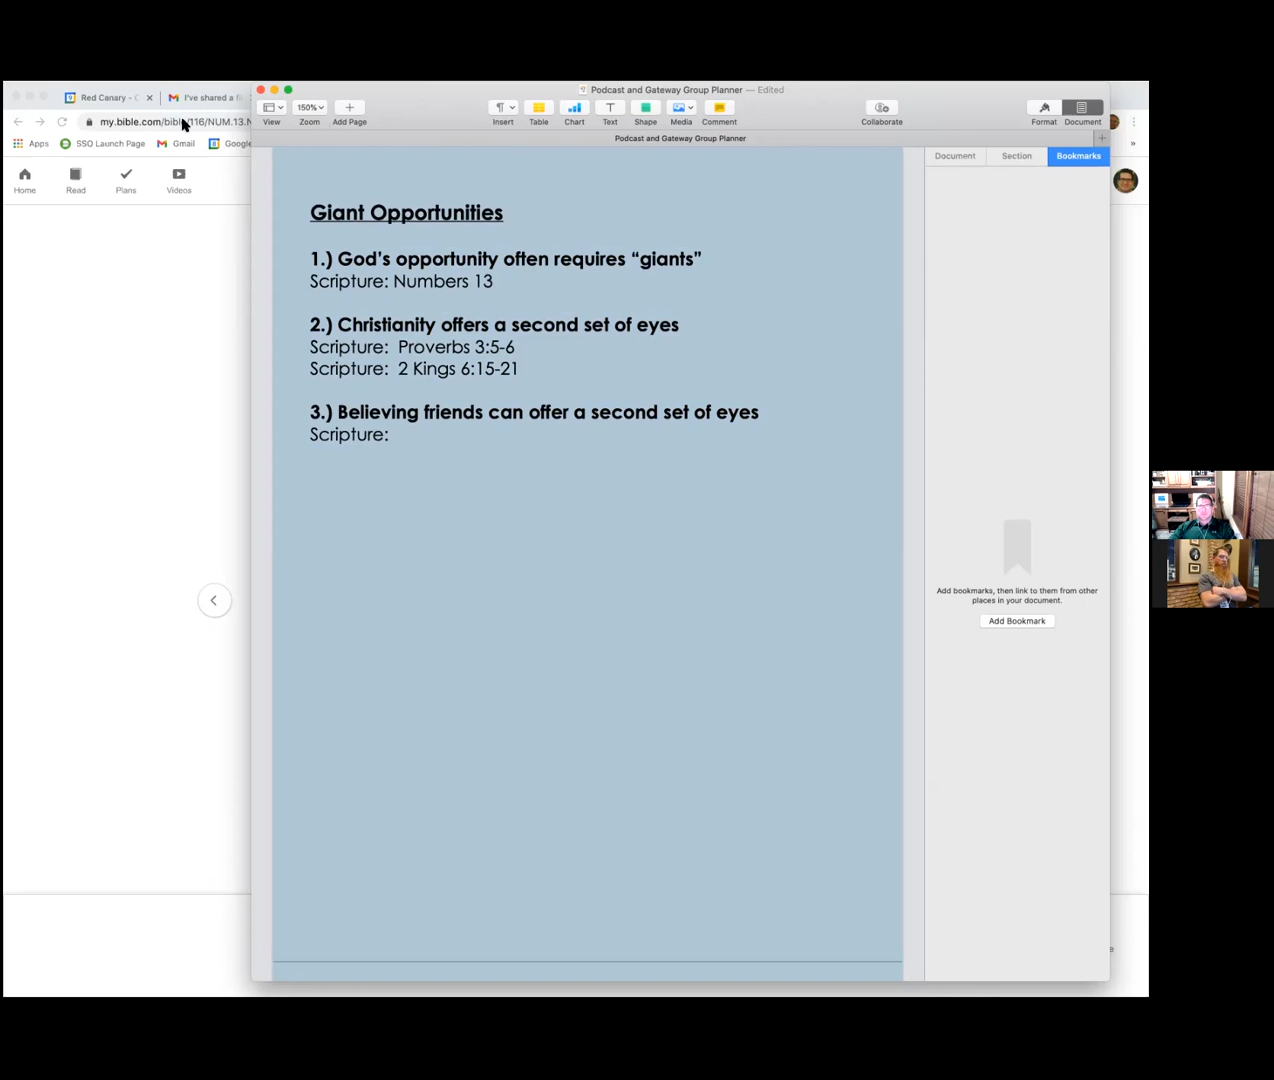 Podcast and Gateway Group Planner — Edited
Red Canary -
I've shared a
150%
View
Zoom
Add Page
Insert
Table
Chart
Text
Shape
Media
Comment
Collaborate
Format
Document
my.bible.com/bible/116/NUM.13.N
Podcast and Gateway Group Planner
Apps
SSO Launch Page
Gmail
Google
»
Document
Section
Bookmarks
Home
Read
Plans
Videos
Giant Opportunities
1.) God's opportunity often requires “giants”
Scripture: Numbers 13
2.) Christianity offers a second set of eyes
Scripture: Proverbs 3:5-6
Scripture: 2 Kings 6:15-21
3.) Believing friends can offer a second set of eyes
Scripture:
Add bookmarks, then link to them from other
places in your document.
Add Bookmark